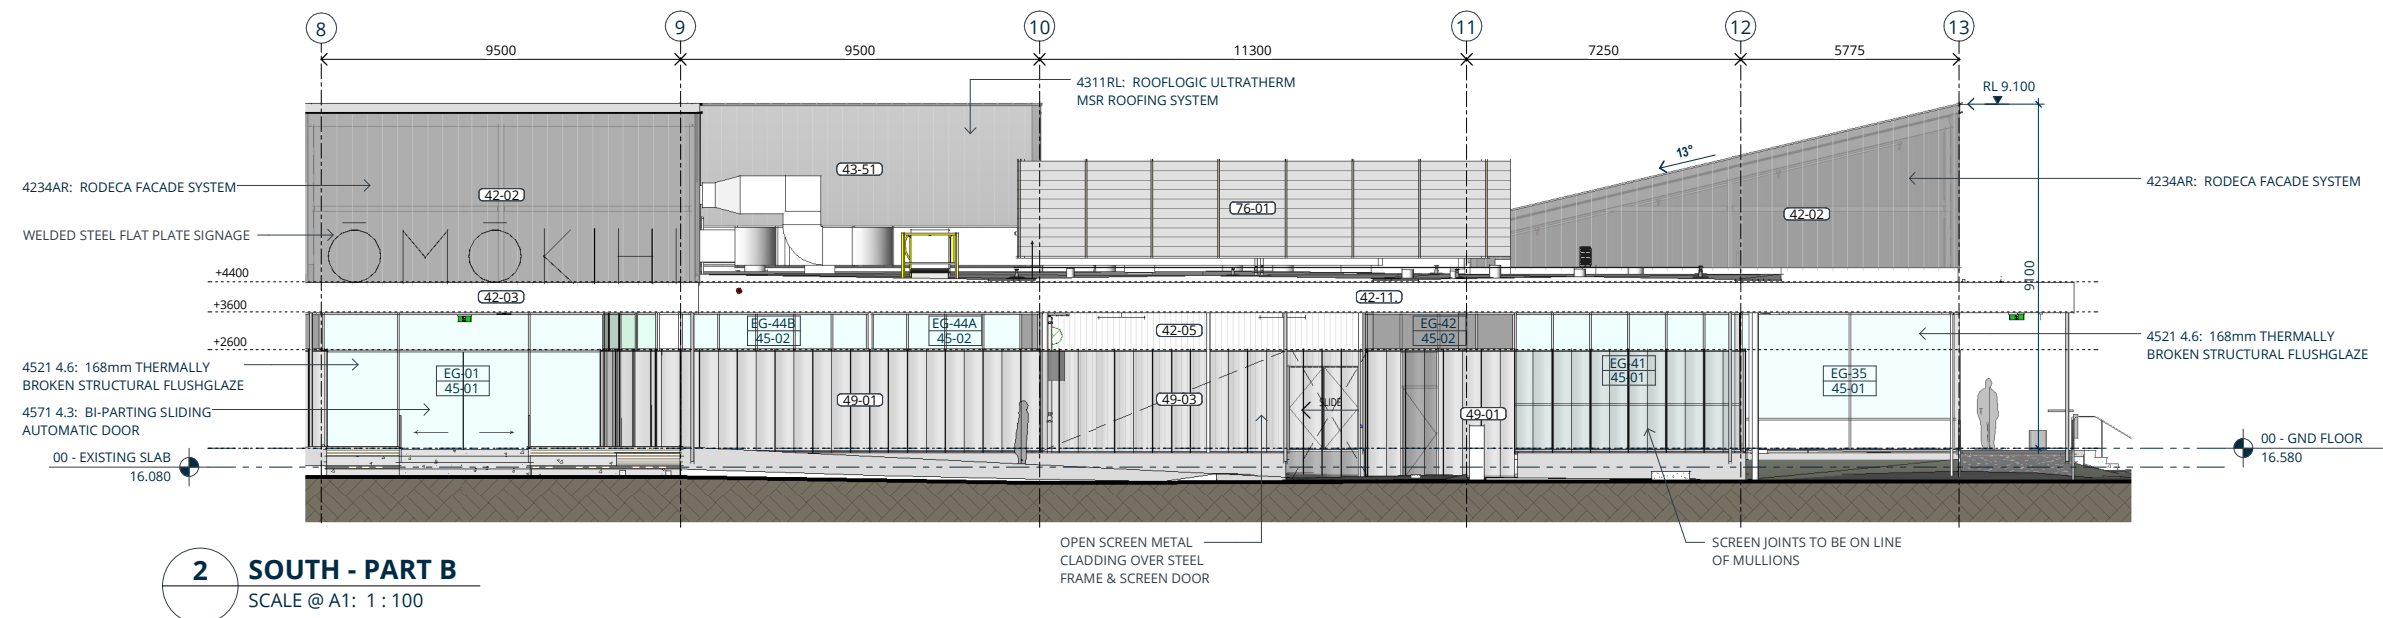 8
9
10
11
12
13
9500
9500
11300
7250
5775
4311RL: ROOFLOGIC ULTRATHERM
MSR ROOFING SYSTEM
RL 9.100
13°
43-51
4234AR: RODECA FACADE SYSTEM
42-02
76-01
42-02
4234AR: RODECA FACADE SYSTEM
WELDED STEEL FLAT PLATE SIGNAGE
ŌMŌKIH
+4400
9100
42-03
42-11.
+3600
EG-44B
45-02
EG-44A
45-02
42-05
EG-42
45-02
+2600
4521 4.6: 168mm THERMALLY
BROKEN STRUCTURAL FLUSHGLAZE
4521 4.6: 168mm THERMALLY
BROKEN STRUCTURAL FLUSHGLAZE
EG-01
45-01
EG-41
45-01
EG-35
45-01
49-01
49-03
SLIDE
49-01
4571 4.3: BI-PARTING SLIDING
AUTOMATIC DOOR
00 - EXISTING SLAB
16.080
00 - GND FLOOR
16.580
OPEN SCREEN METAL
CLADDING OVER STEEL
FRAME & SCREEN DOOR
SCREEN JOINTS TO BE ON LINE
OF MULLIONS
2
SOUTH - PART B
SCALE @ A1: 1 : 100